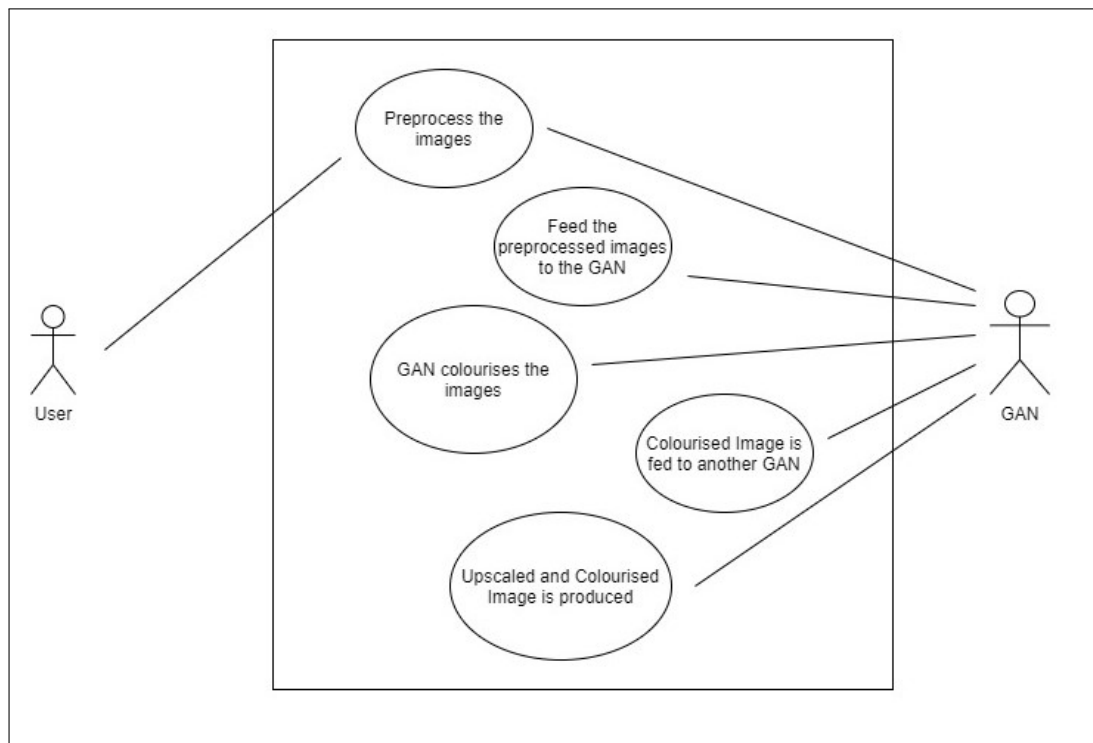 Preprocess the
images
Feed the
preprocessed images
to the GAN
GAN colourises the
images
User
GAN
Colourised Image is
fed to another GAN
Upscaled and Colourised
Image is produced